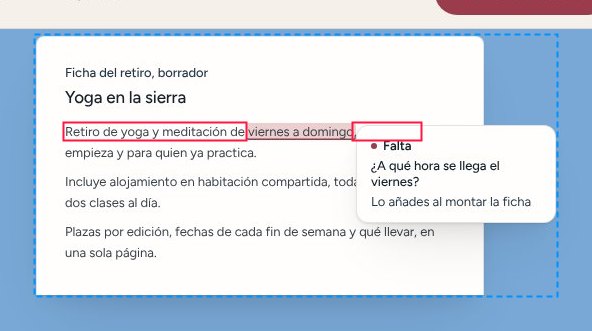 Ficha del retiro, borrador
Yoga en la sierra
Retiro de yoga y meditación de viernes a domingo,
empieza y para quien ya practica.
Incluye alojamiento en habitación compartida,
dos clases al día.
Plazas por edición, fechas de cada fin de semana y qué llevar, en
una sola página.
Falta
¿A qué hora se llega el
viernes?
Lo añades al montar la ficha